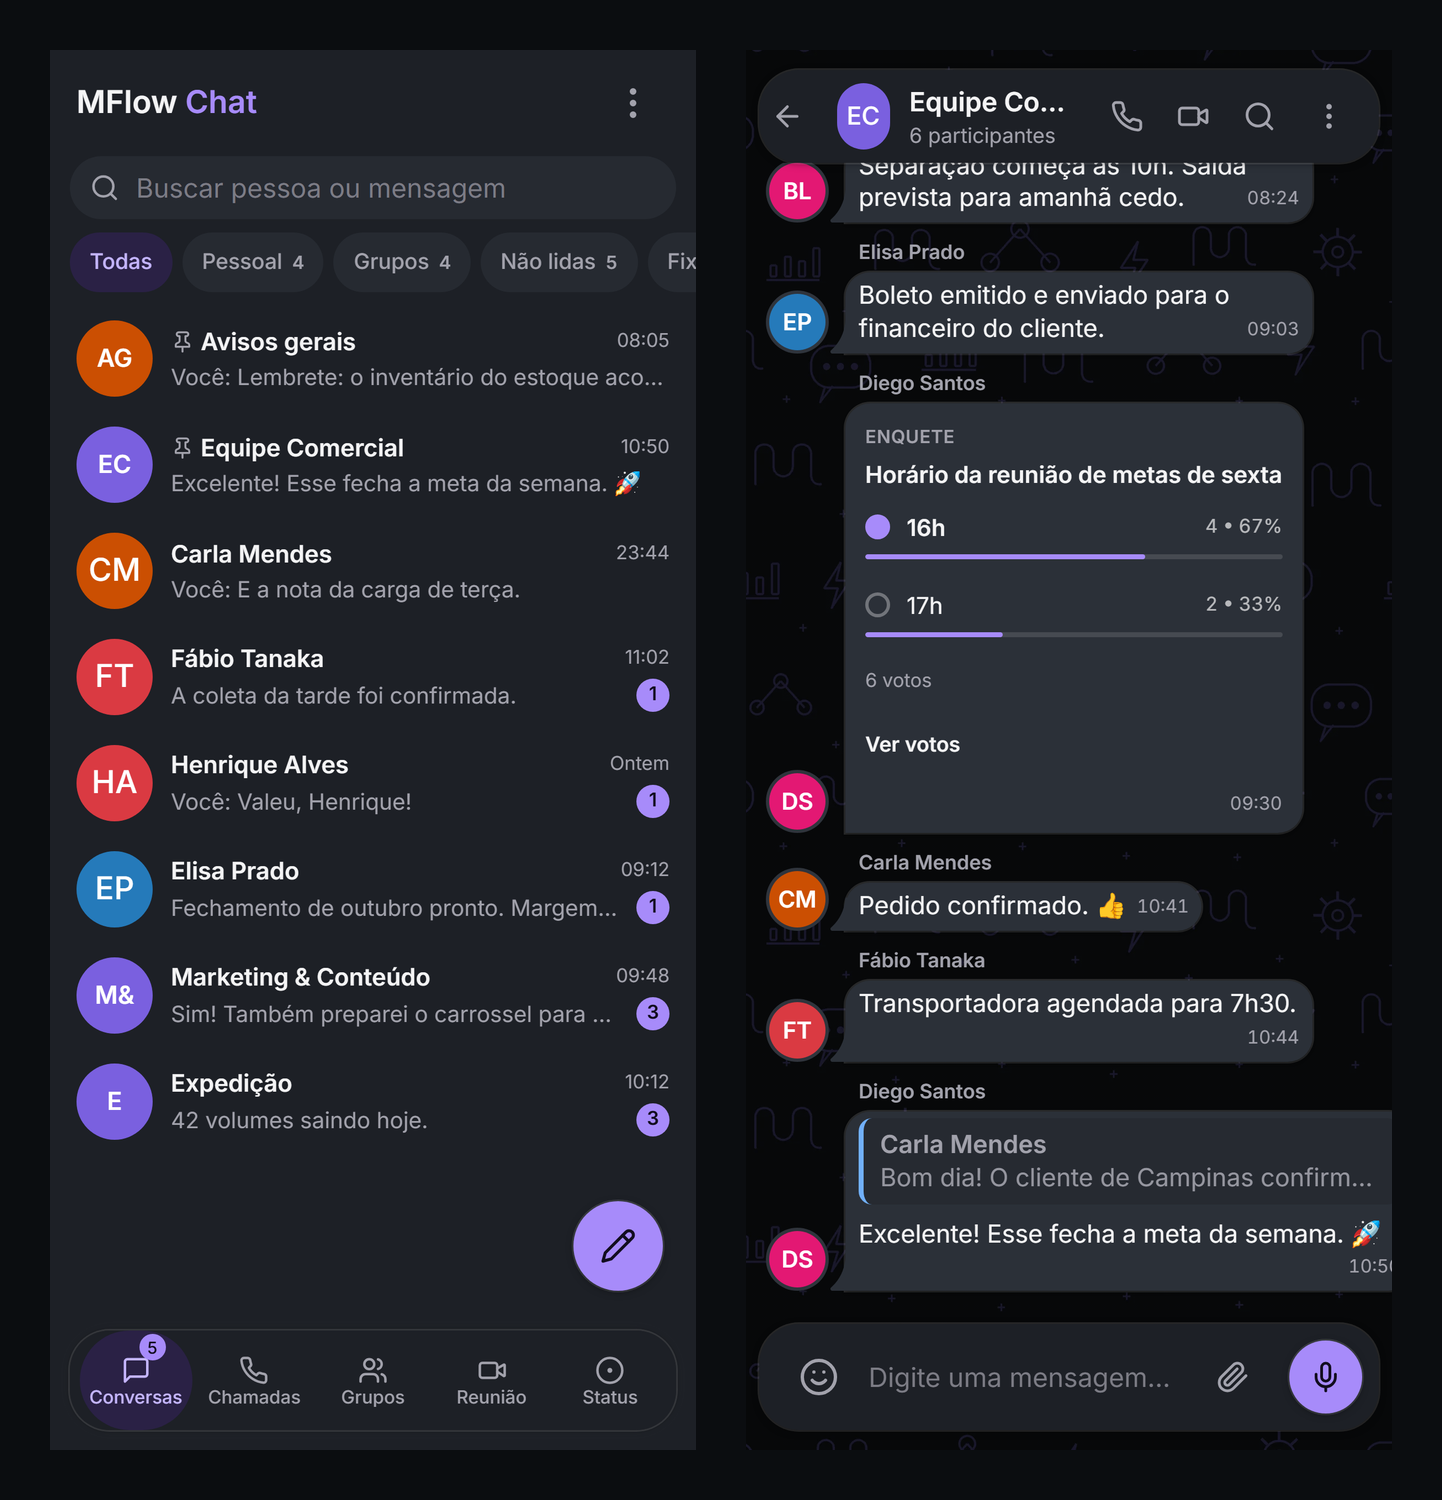 MFlow Chat
Buscar pessoa ou mensagem
Todas
Pessoal 4
Grupos 4
Não lidas 5
Fix
AG
Avisos gerais
08:05
Você: Lembrete: o inventário do estoque aco...
EC
Equipe Comercial
10:50
Excelente! Esse fecha a meta da semana. 🚀
CM
Carla Mendes
23:44
Você: E a nota da carga de terça.
FT
Fábio Tanaka
11:02
A coleta da tarde foi confirmada.
1
HA
Henrique Alves
Ontem
Você: Valeu, Henrique!
1
EP
Elisa Prado
09:12
Fechamento de outubro pronto. Margem...
1
M&
Marketing & Conteúdo
09:48
Sim! Também preparei o carrossel para ...
3
E
Expedição
10:12
42 volumes saindo hoje.
3
5
Conversas
Chamadas
Grupos
Reunião
Status
EC
Equipe Co...
6 participantes
BL
Separação começa às 10h. Saída
prevista para amanhã cedo.
08:24
Elisa Prado
EP
Boleto emitido e enviado para o
financeiro do cliente.
09:03
Diego Santos
ENQUETE
Horário da reunião de metas de sexta
16h
4 • 67%
17h
2 • 33%
6 votos
Ver votos
09:30
DS
Carla Mendes
CM
Pedido confirmado. 👍 10:41
Fábio Tanaka
FT
Transportadora agendada para 7h30.
10:44
Diego Santos
Carla Mendes
Bom dia! O cliente de Campinas confirm...
Excelente! Esse fecha a meta da semana. 🚀
DS
10:50
Digite uma mensagem...